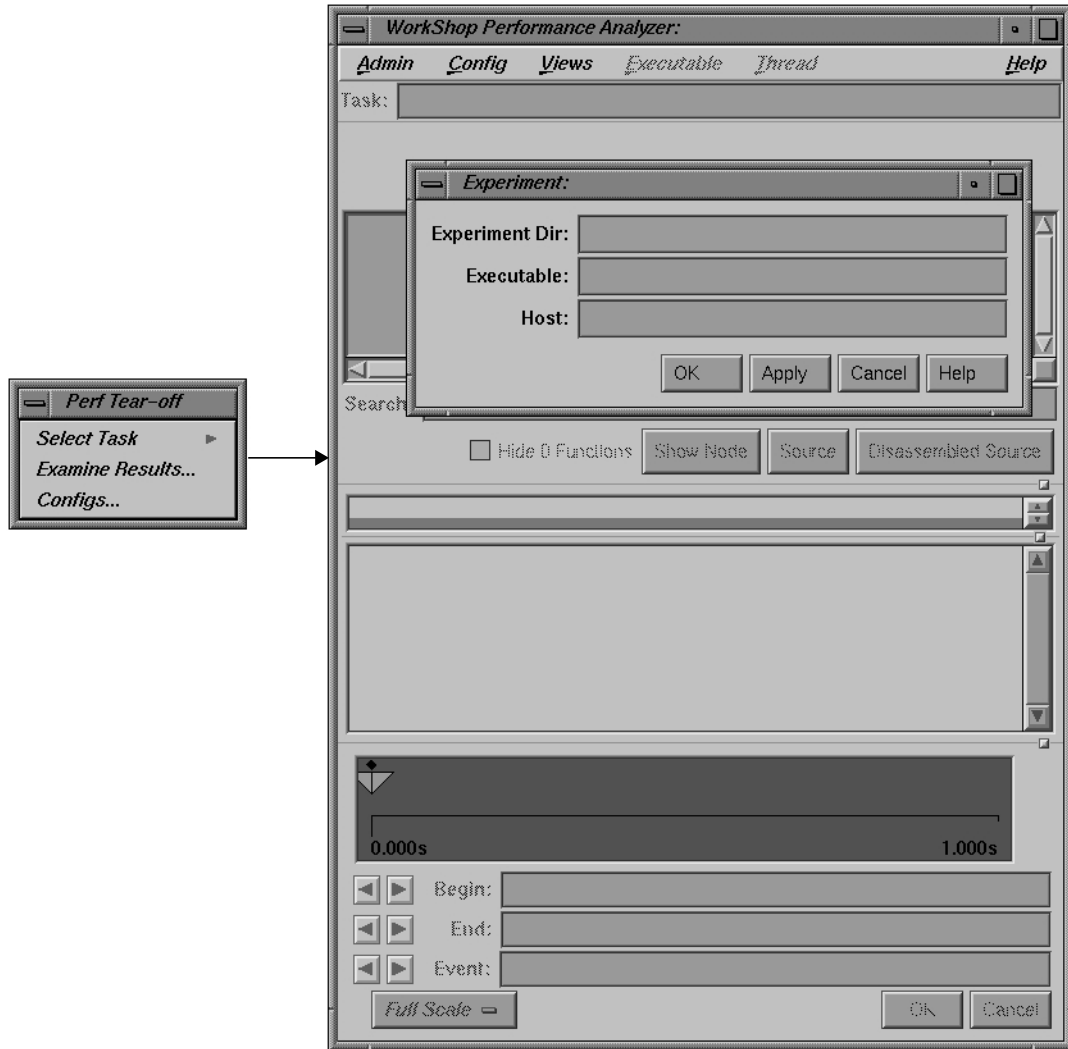 WorkShop Performance Analyzer:
Admin Config Views Executable Thread Help
Task:
Experiment:
Experiment Dir:
Executable:
Host:
OK Apply Cancel Help
Perf Tear-off
Select Task
Examine Results...
Configs...
Search
Hide 0 Functions Show Node Source Disassembled Source
0.000s 1.000s
Begin:
End:
Event:
Full Scale OK Cancel